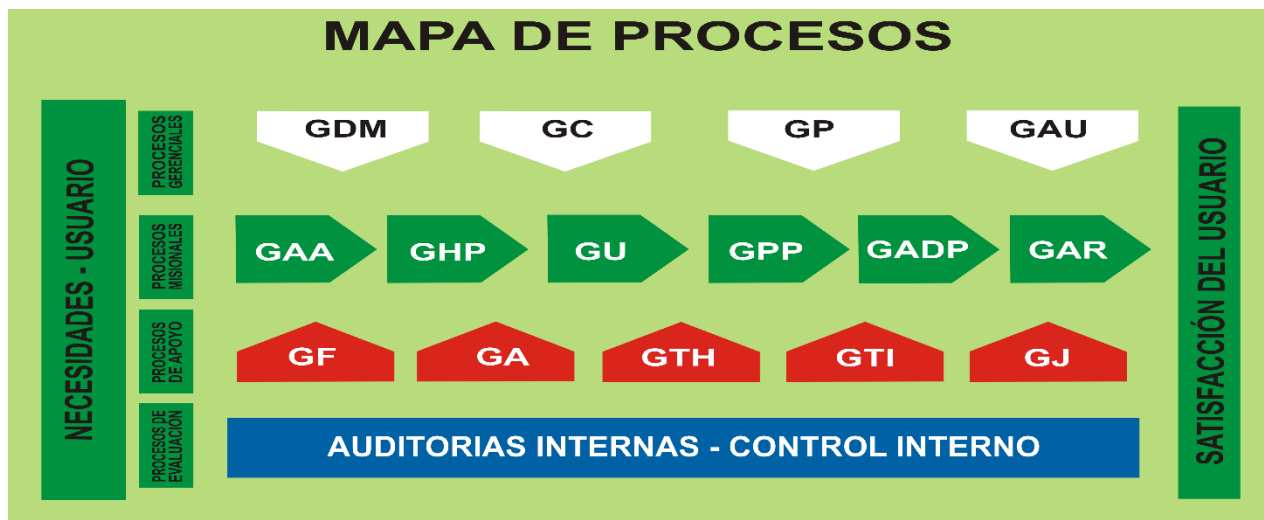 MAPA DE PROCESOS
NECESIDADES - USUARIO
PROCESOS
GERENCIALES
GDM
GC
GP
GAU
PROCESOS
MISIONALES
GAA
GHP
GU
GPP
GADP
GAR
PROCESOS
DE APOYO
GF
GA
GTH
GTI
GJ
PROCESOS DE
EVALUACIÓN
AUDITORIAS INTERNAS - CONTROL INTERNO
SATISFACCIÓN DEL USUARIO